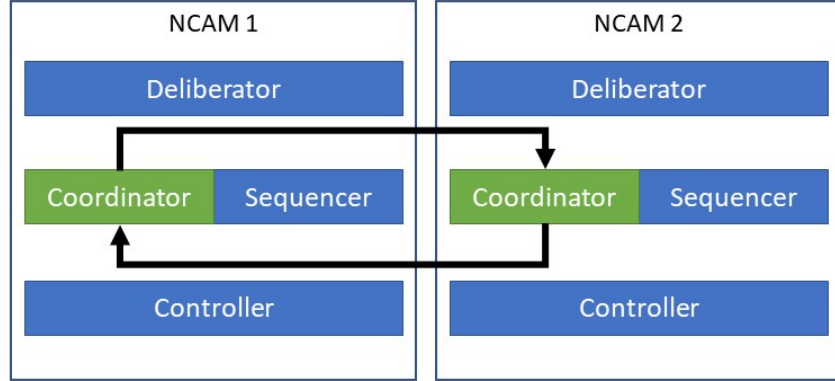 NCAM 1
Deliberator
Coordinator Sequencer
Controller
NCAM 2
Deliberator
Coordinator Sequencer
Controller